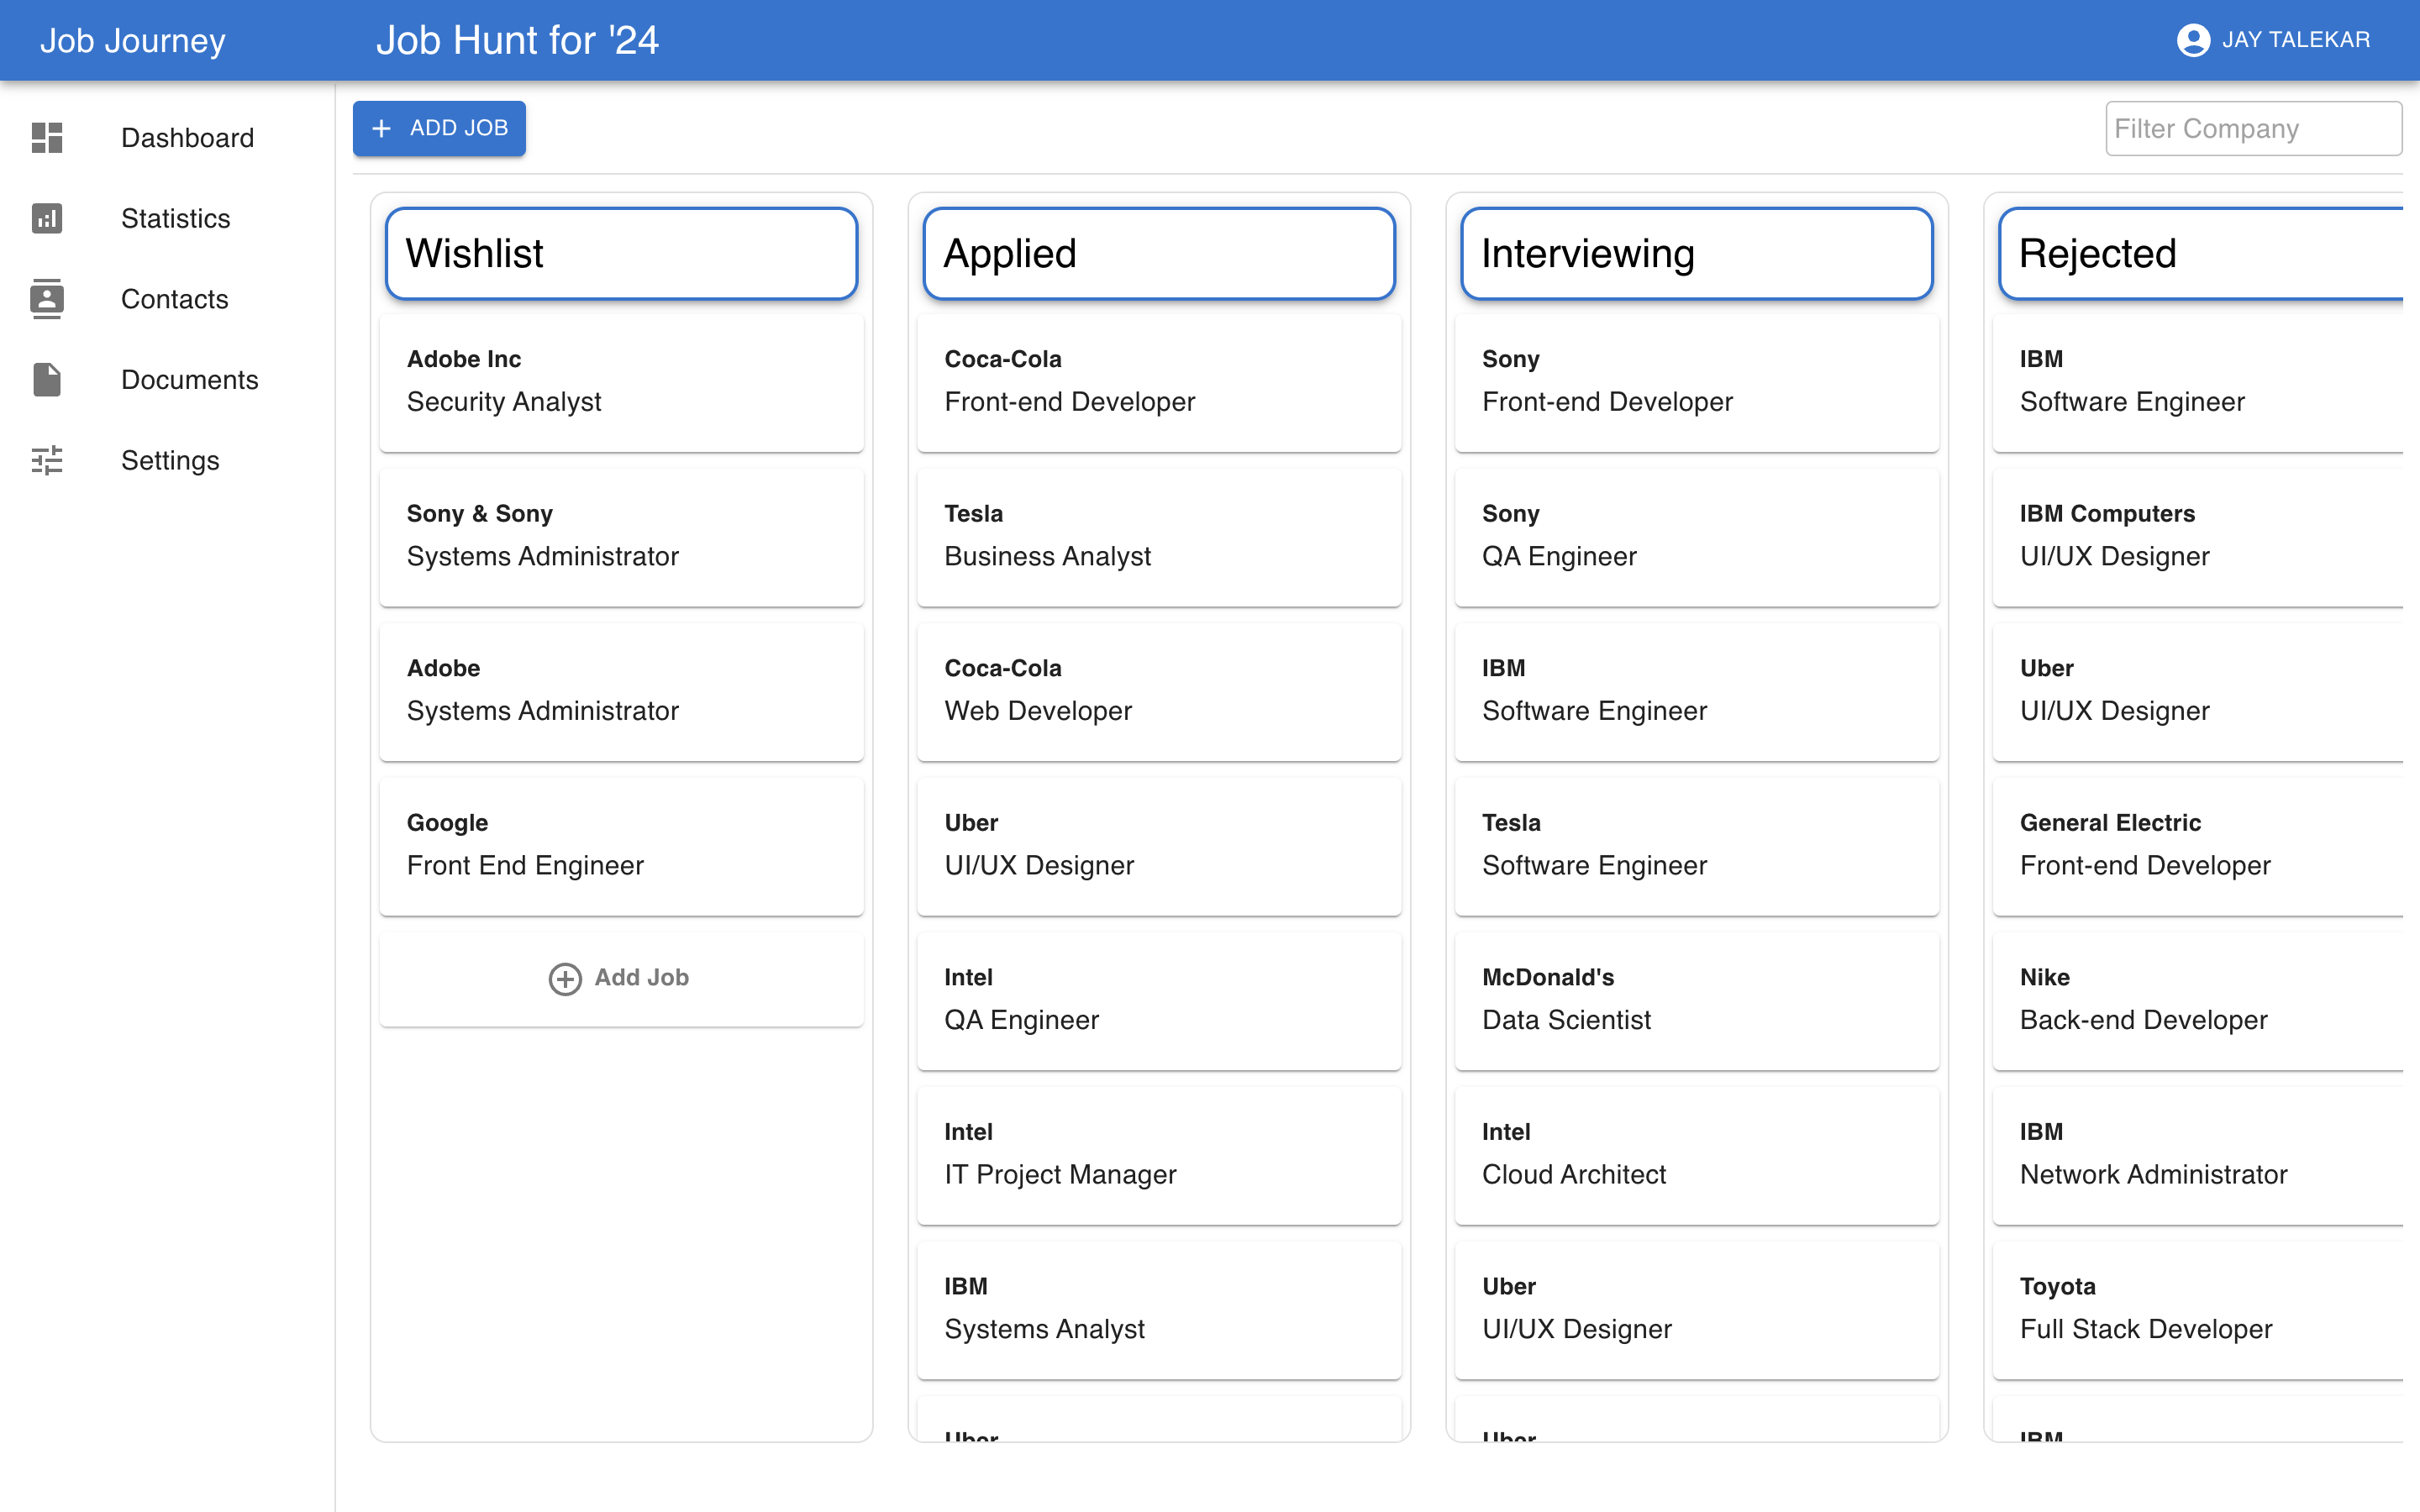 Job Journey
Job Hunt for '24
JAY TALEKAR
Dashboard
Statistics
Contacts
Documents
Settings
+ ADD JOB
Filter Company
Wishlist
Adobe Inc
Security Analyst
Sony & Sony
Systems Administrator
Adobe
Systems Administrator
Google
Front End Engineer
Add Job
Applied
Coca-Cola
Front-end Developer
Tesla
Business Analyst
Coca-Cola
Web Developer
Uber
UI/UX Designer
Intel
QA Engineer
Intel
IT Project Manager
IBM
Systems Analyst
Uber
Interviewing
Sony
Front-end Developer
Sony
QA Engineer
IBM
Software Engineer
Tesla
Software Engineer
McDonald's
Data Scientist
Intel
Cloud Architect
Uber
UI/UX Designer
Uber
Rejected
IBM
Software Engineer
IBM Computers
UI/UX Designer
Uber
UI/UX Designer
General Electric
Front-end Developer
Nike
Back-end Developer
IBM
Network Administrator
Toyota
Full Stack Developer
IBM